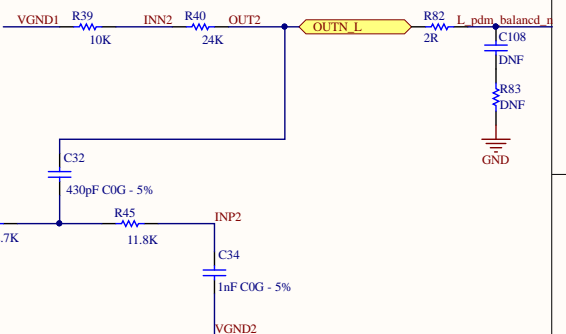 VGND1 R39 INN2 R40 OUT2 OUTN_L R82 L_pdm_balancd_n
10K 24K 2R
C108
DNF
R83
DNF
GND
C32
430pF C0G - 5%
R45 INP2
.7K 11.8K
C34
1nF C0G - 5%
VGND2